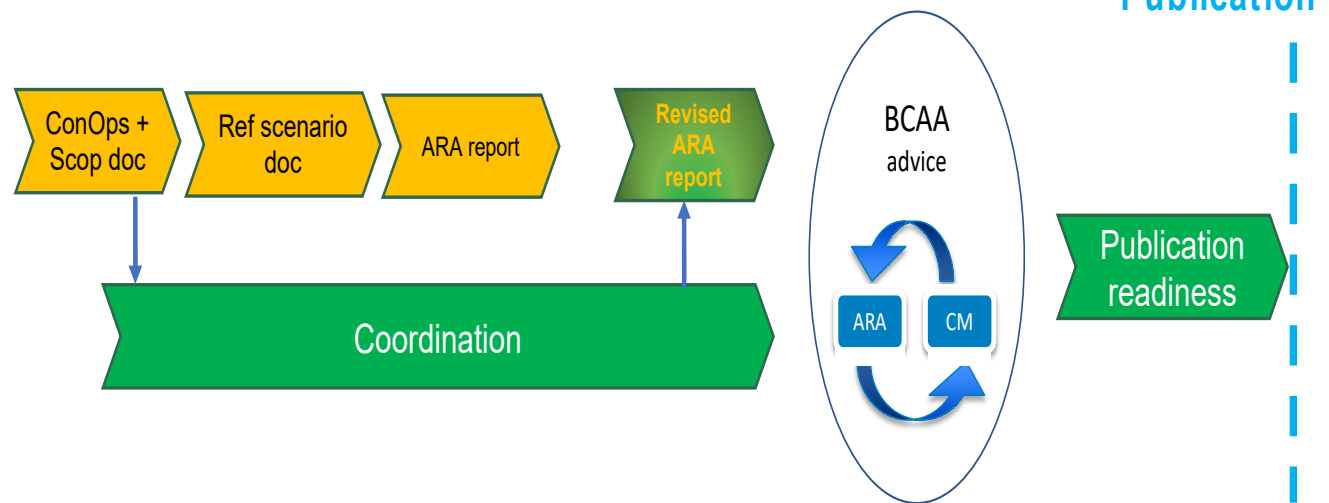 Publication
ConOps +
Scop doc
Ref scenario
doc
ARA report
Revised
ARA
report
BCAA
advice
Coordination
ARA
CM
Publication
readiness